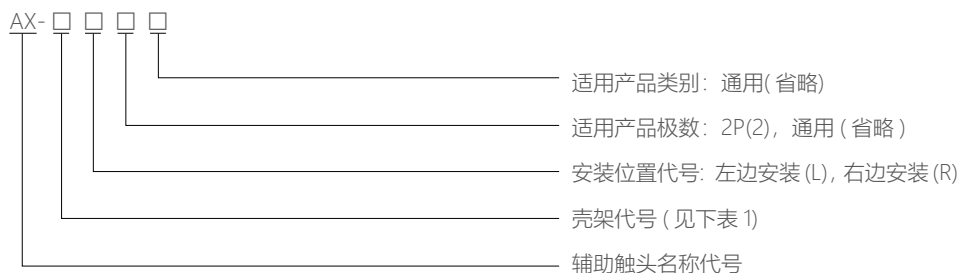 AX-□ □ □ □
适用产品类别：通用( 省略)
适用产品极数：2P(2)，通用 ( 省略 )
安装位置代号: 左边安装 (L) , 右边安装 (R)
壳架代号 ( 见下表 1)
辅助触头名称代号